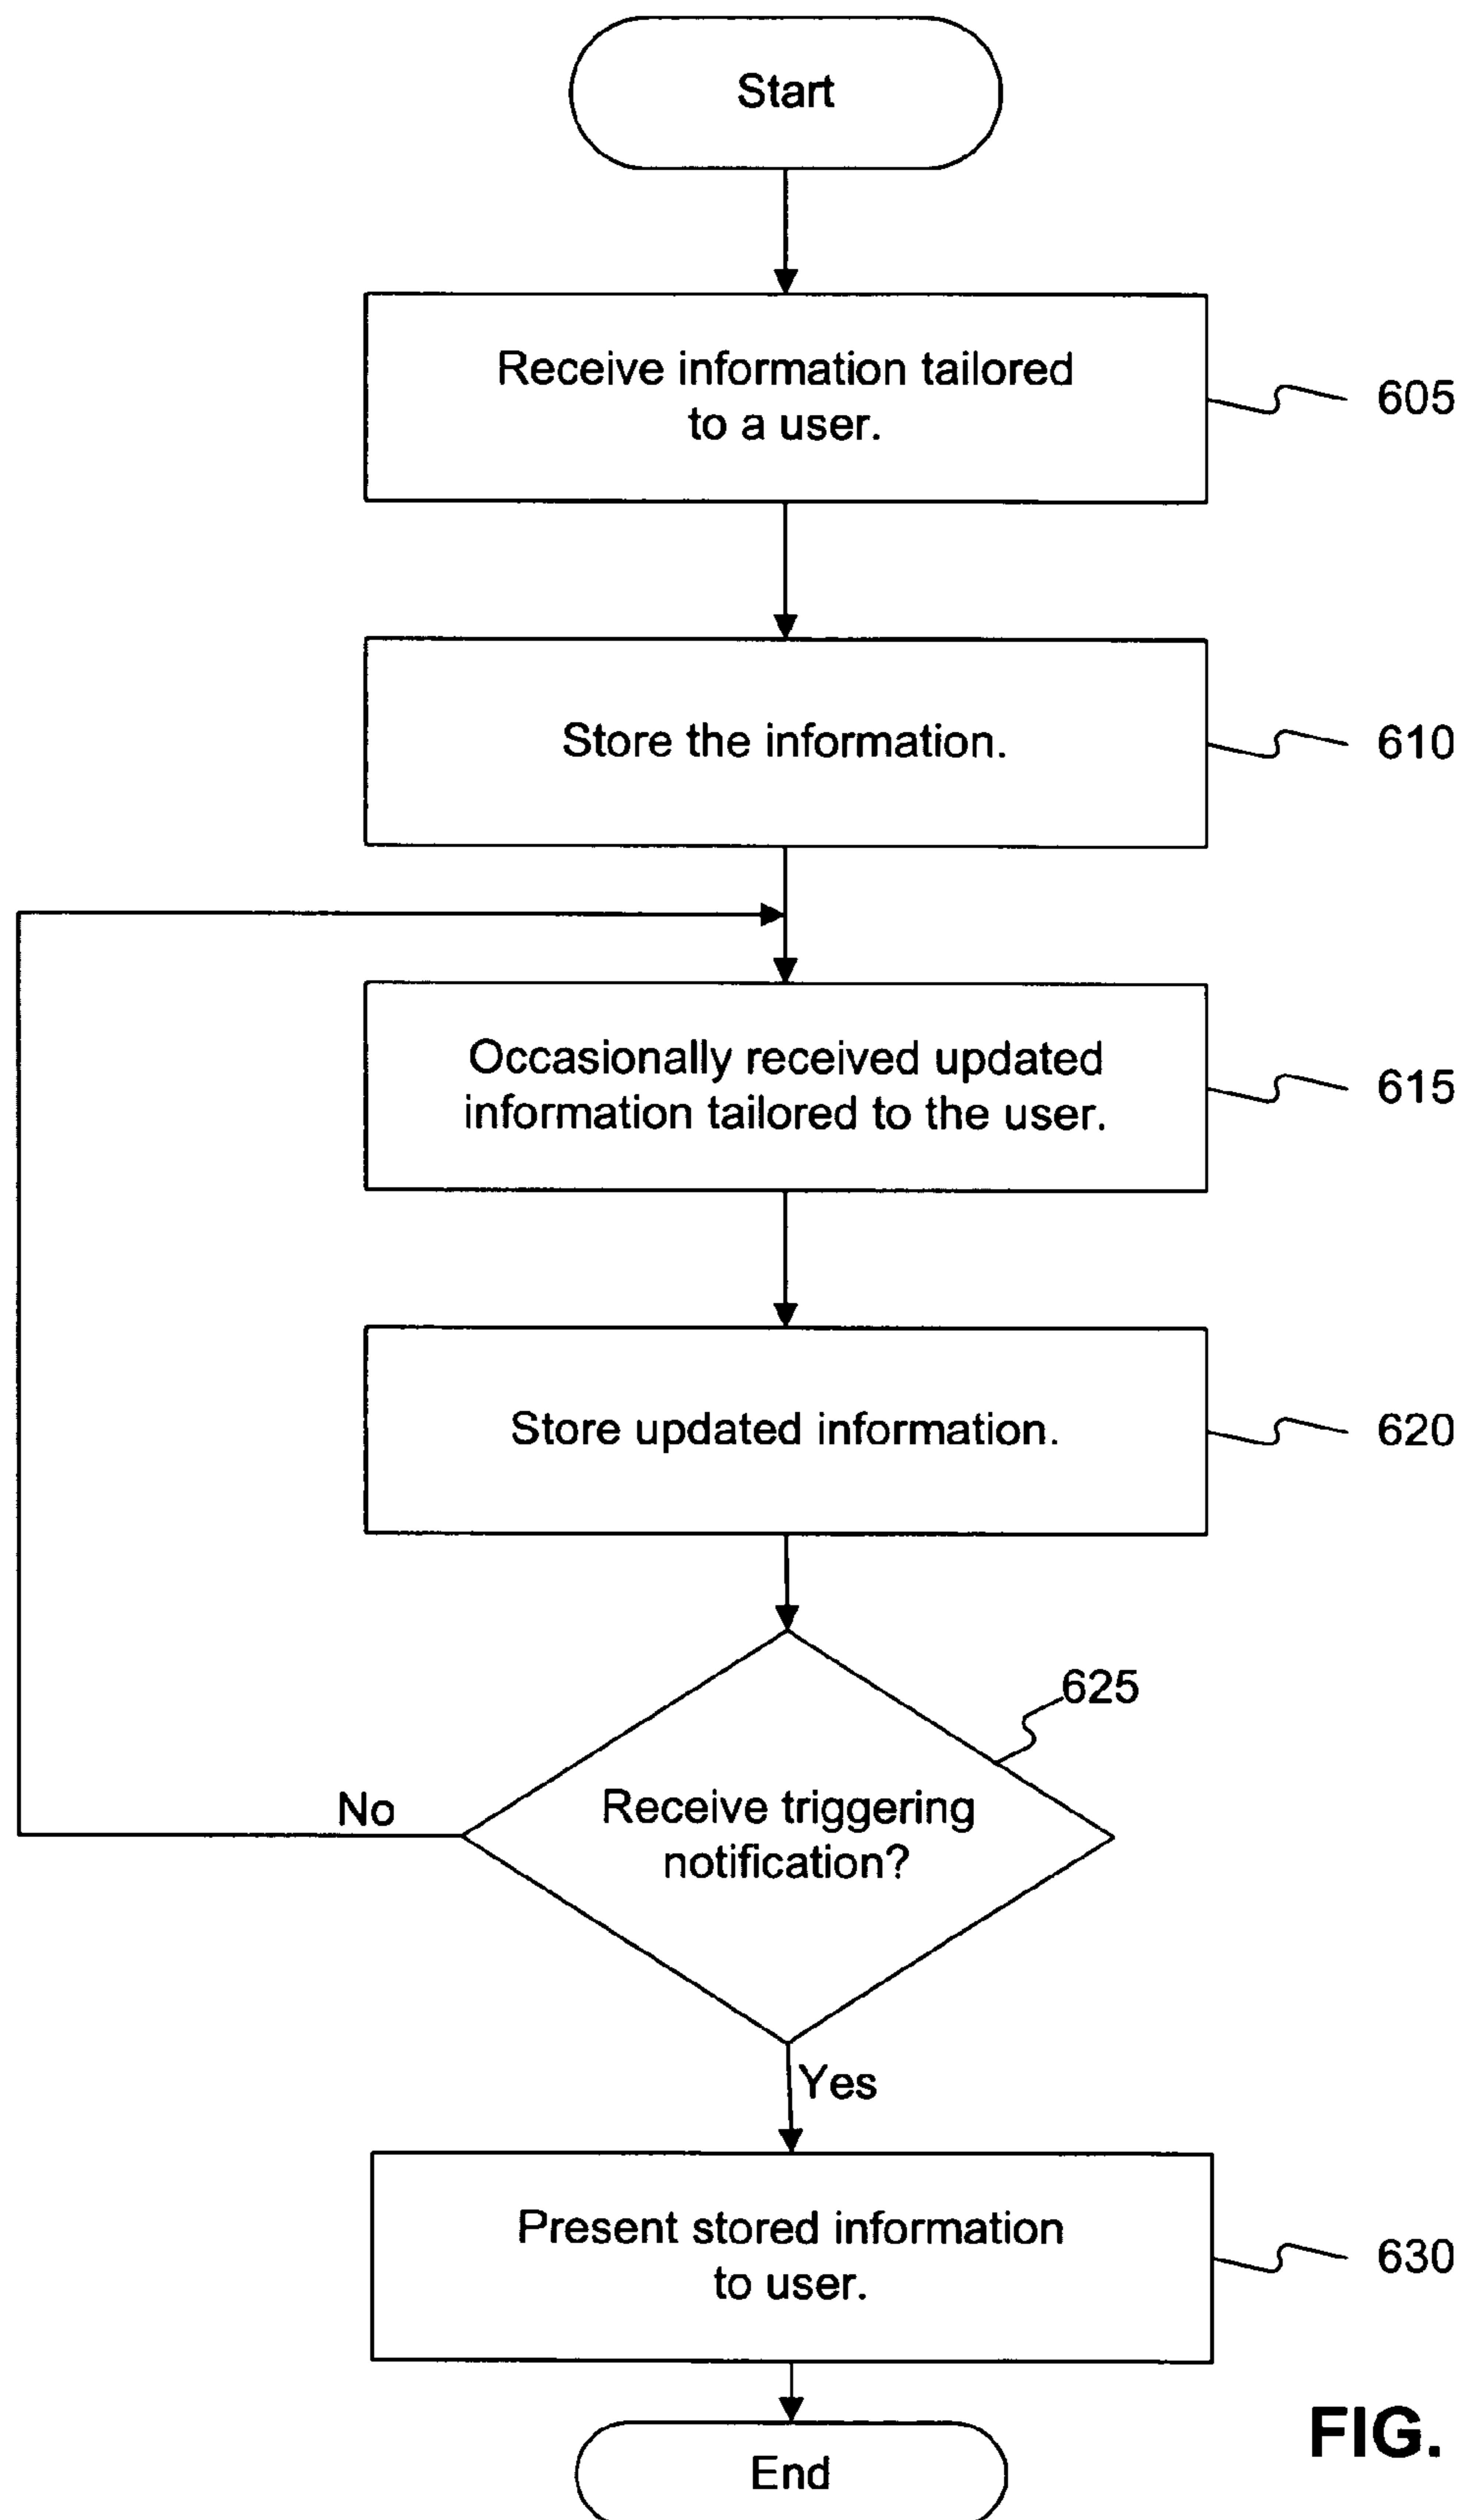 Start
Receive information tailored
to a user.
605
Store the information.
610
Occasionally received updated
information tailored to the user.
615
Store updated information.
620
625
Receive triggering
notification?
No
Yes
Present stored information
to user.
630
End
FIG.